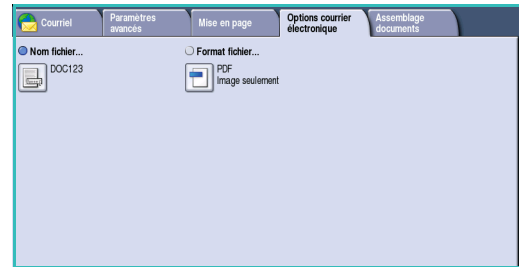 Courriel
Paramètres
avancés
Mise en page
Options courrier
électronique
Assemblage
documents
Nom fichier...
DOC123
Format fichier...
PDF
Image seulement